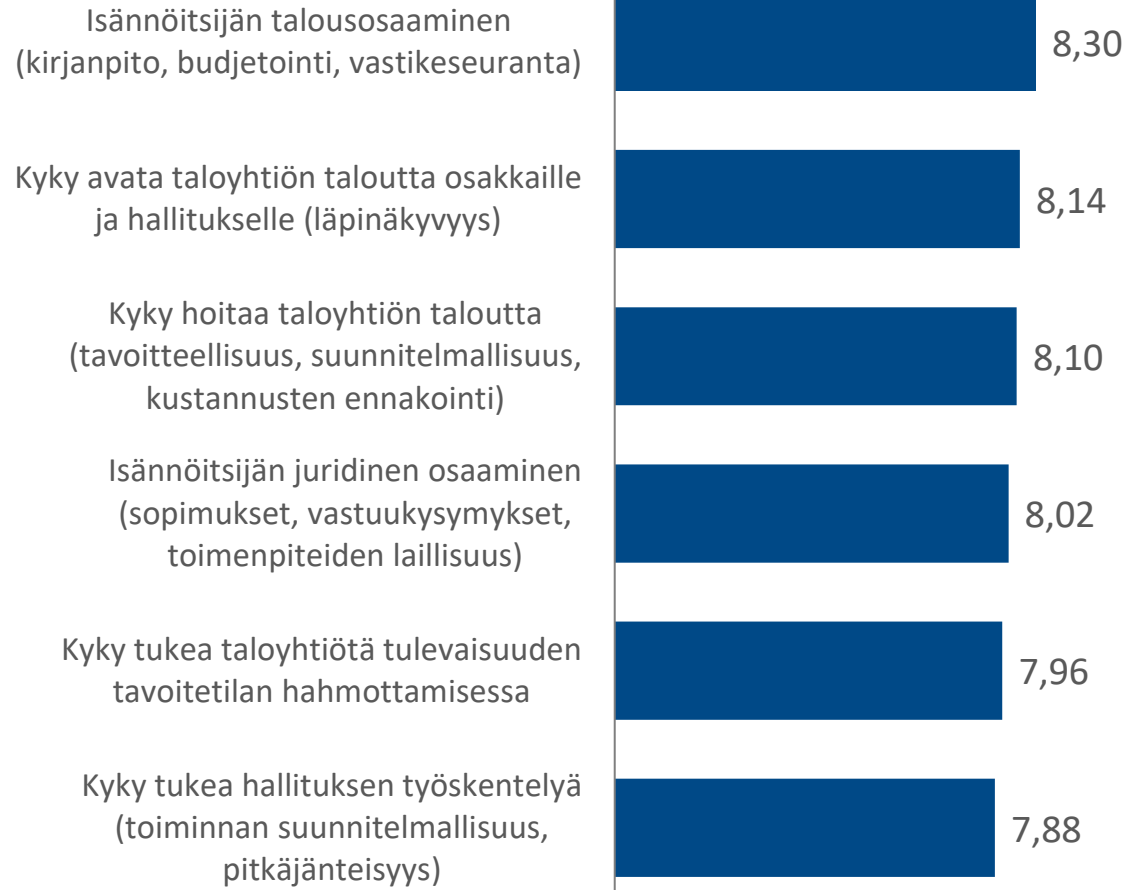 Isännöitsijän talousosaaminen
(kirjanpito, budjetointi, vastikeseuranta)
8,30
Kyky avata taloyhtiön taloutta osakkaille
ja hallitukselle (läpinäkyvyys)
8,14
Kyky hoitaa taloyhtiön taloutta
(tavoitteellisuus, suunnitelmallisuus,
kustannusten ennakointi)
8,10
Isännöitsijän juridinen osaaminen
(sopimukset, vastuukysymykset,
toimenpiteiden laillisuus)
8,02
Kyky tukea taloyhtiötä tulevaisuuden
tavoitetilan hahmottamisessa
7,96
Kyky tukea hallituksen työskentelyä
(toiminnan suunnitelmallisuus,
pitkäjänteisyys)
7,88